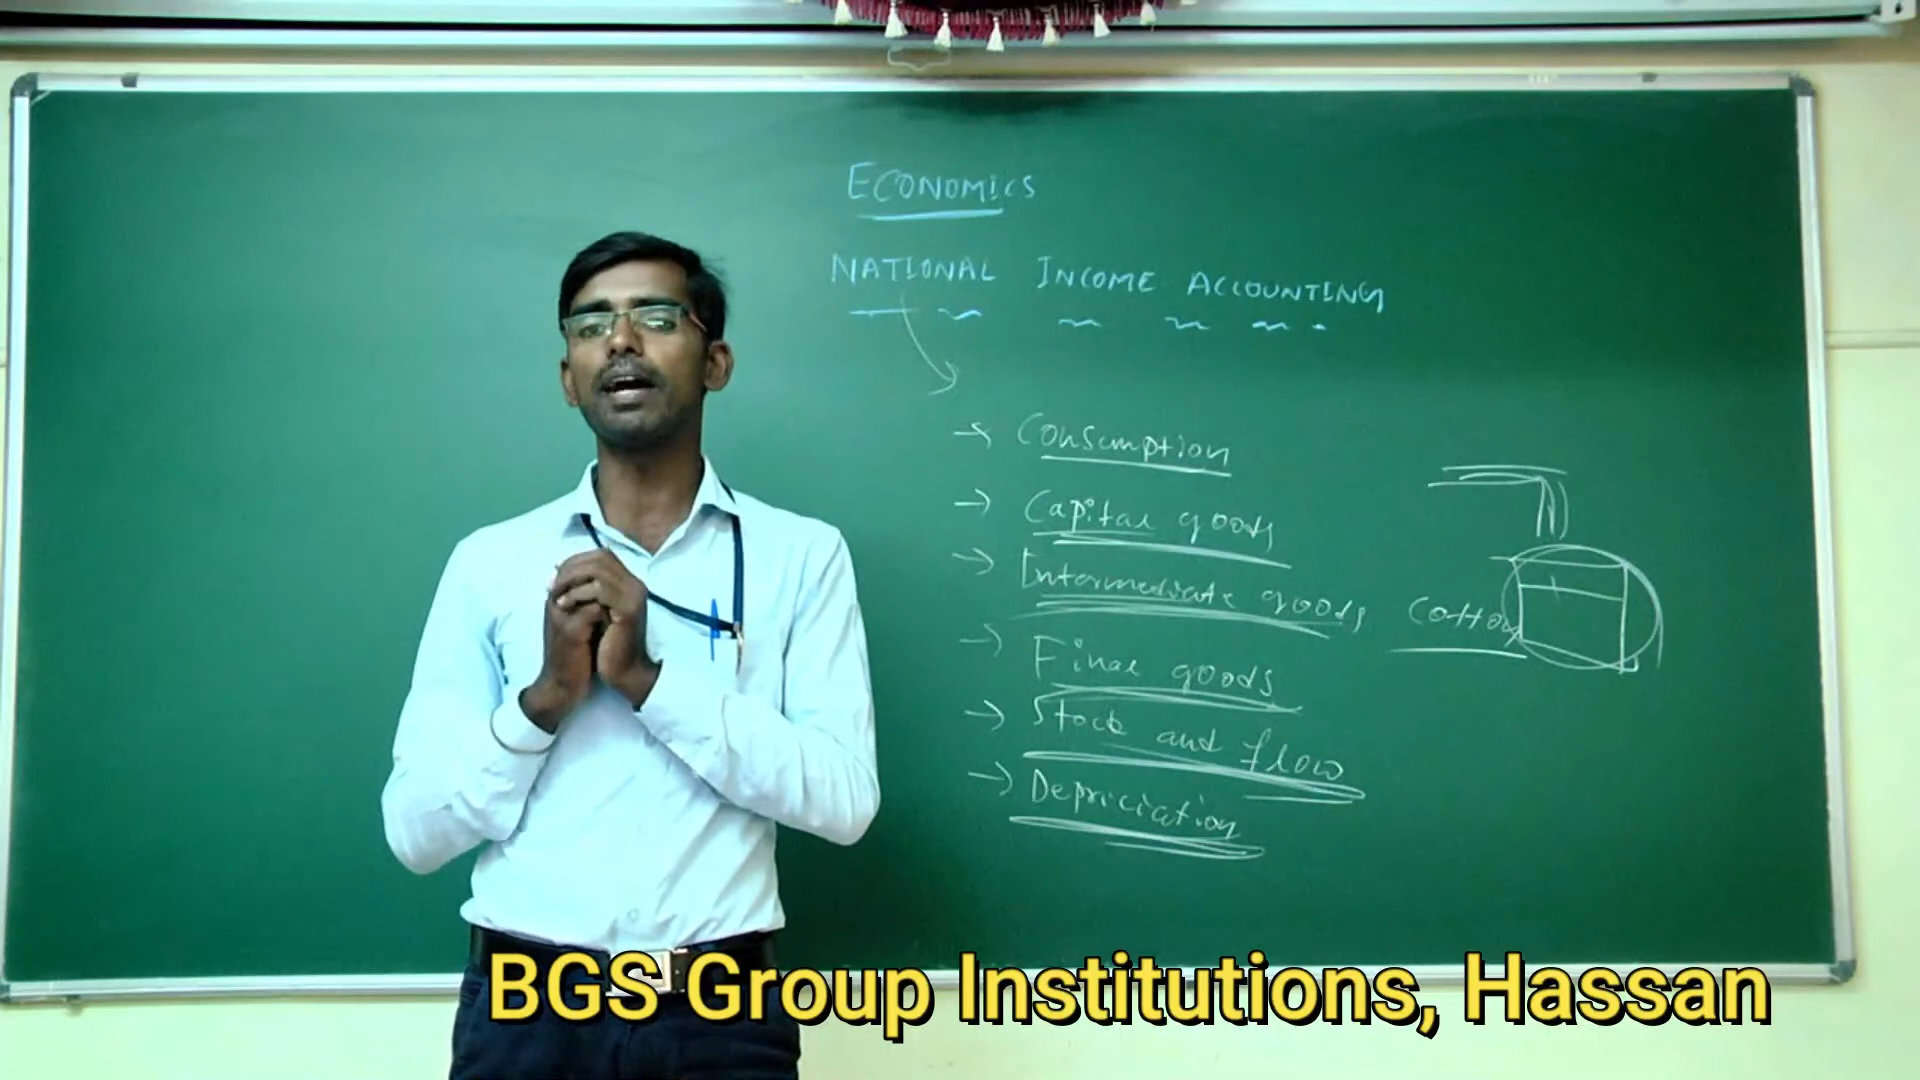 ECONOMICS
NATIONAL INCOME ACCOUNTING
→ Consumption
→ Capital goods
→ Intermediate goods
Cotton
→ Final goods
→ Stock and flow
→ Depriciation
BGS Group Institutions, Hassan